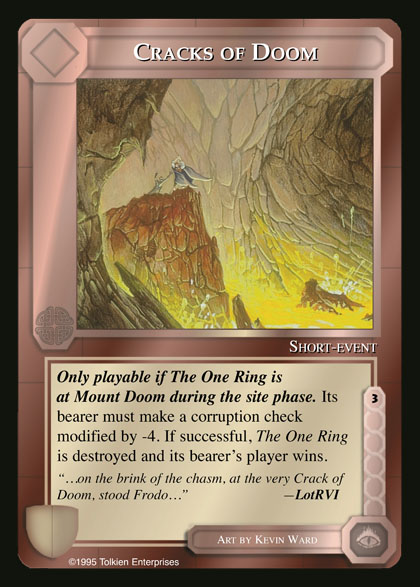 Cracks of Doom
Short-event
Only playable if The One Ring is
at Mount Doom during the site phase. Its
bearer must make a corruption check
modified by -4. If successful, The One Ring
is destroyed and its bearer's player wins.
“…on the brink of the chasm, at the very Crack of
Doom, stood Frodo…” –LotRVI
3
Art by Kevin Ward
©1995 Tolkien Enterprises